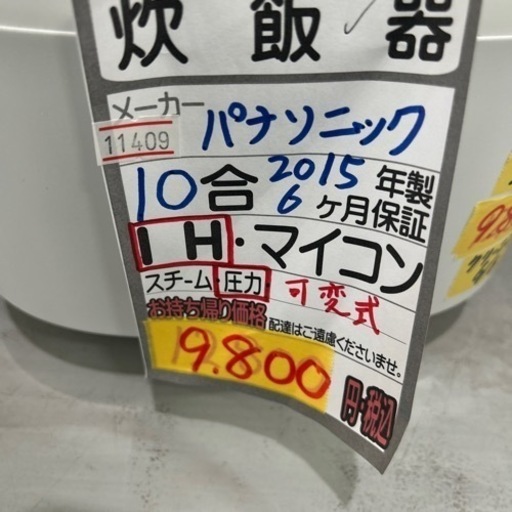 炊飯器
メーカー パナソニック
11409
10合 2015年製
6ヶ月保証
IH・マイコン
スチーム・圧力・可変式
お持ち帰り価格 配達はご遠慮くださいませ。
9.800
円・税込
9.8